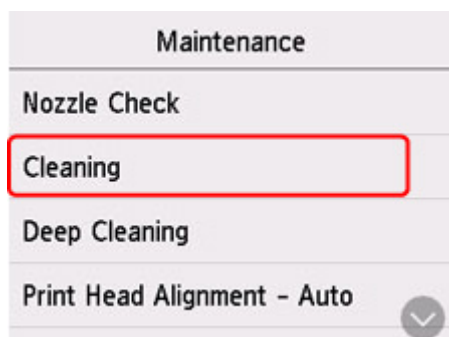 Maintenance
Nozzle Check
Cleaning
Deep Cleaning
Print Head Alignment - Auto